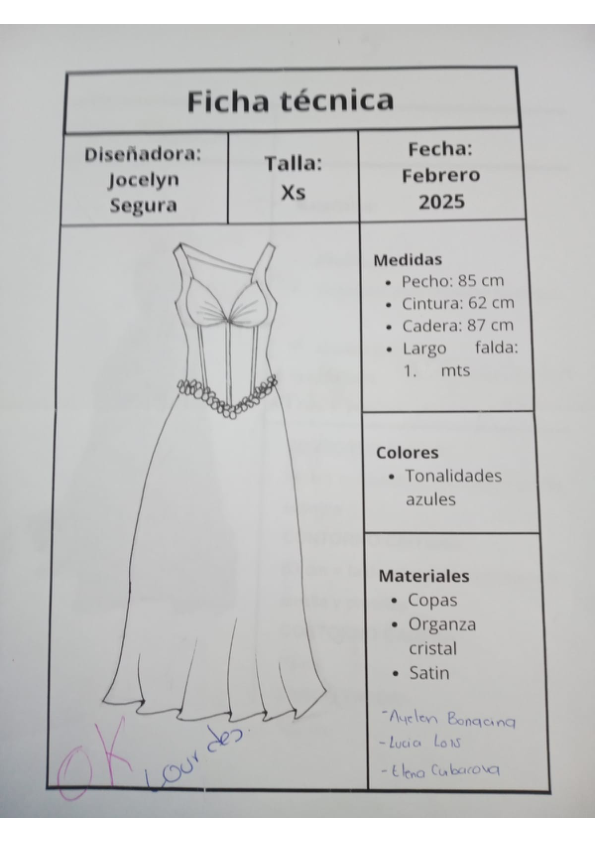 Ficha técnica
Diseñadora:
Jocelyn
Segura
Talla:
Xs
Fecha:
Febrero
2025
Medidas
• Pecho: 85 cm
• Cintura: 62 cm
• Cadera: 87 cm
• Largo falda:
1. mts
Colores
• Tonalidades
azules
Materiales
• Copas
• Organza
cristal
• Satin
-Ayelen Bongcing
-Lucia Lois
-Elena Cubarova
OK
Lourdes.